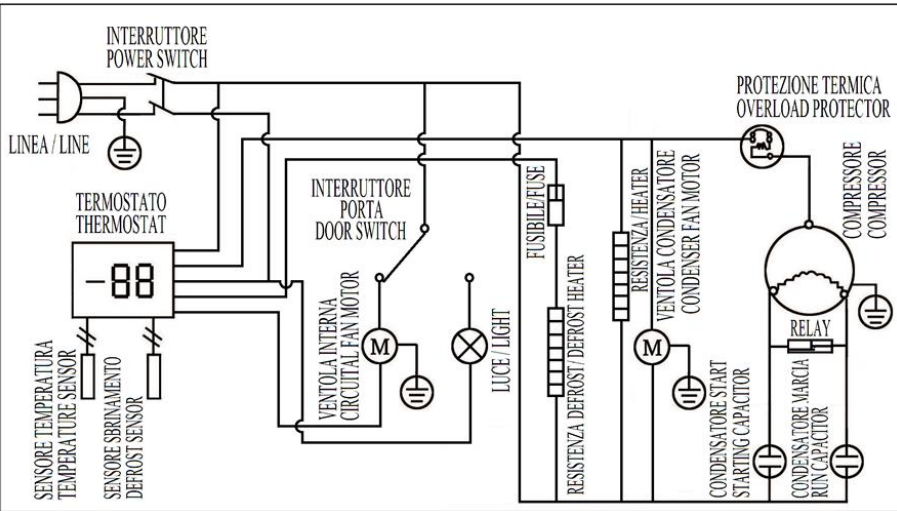 INTERRUTTORE
POWER SWITCH
LINEA / LINE
PROTEZIONE TERMICA
OVERLOAD PROTECTOR
TERMOSTATO
THERMOSTAT
-88
INTERRUTTORE
PORTA
DOOR SWITCH
FUSIBILE/FUSE
RESISTENZA/HEATER
VENTOLA CONDENSATORE
CONDENSER FAN MOTOR
COMPRESSORE
COMPRESSOR
SENSORE TEMPERATURA
TEMPERATURE SENSOR
SENSORE SBRINAMENTO
DEFROST SENSOR
VENTOLA INTERNA
CIRCUITAL FAN MOTOR
M
LUCE / LIGHT
RESISTENZA DEFROST / DEFROST HEATER
M
RELAY
CONDENSATORE START
STARTING CAPACITOR
CONDENSATORE MARCIA
RUN CAPACITOR